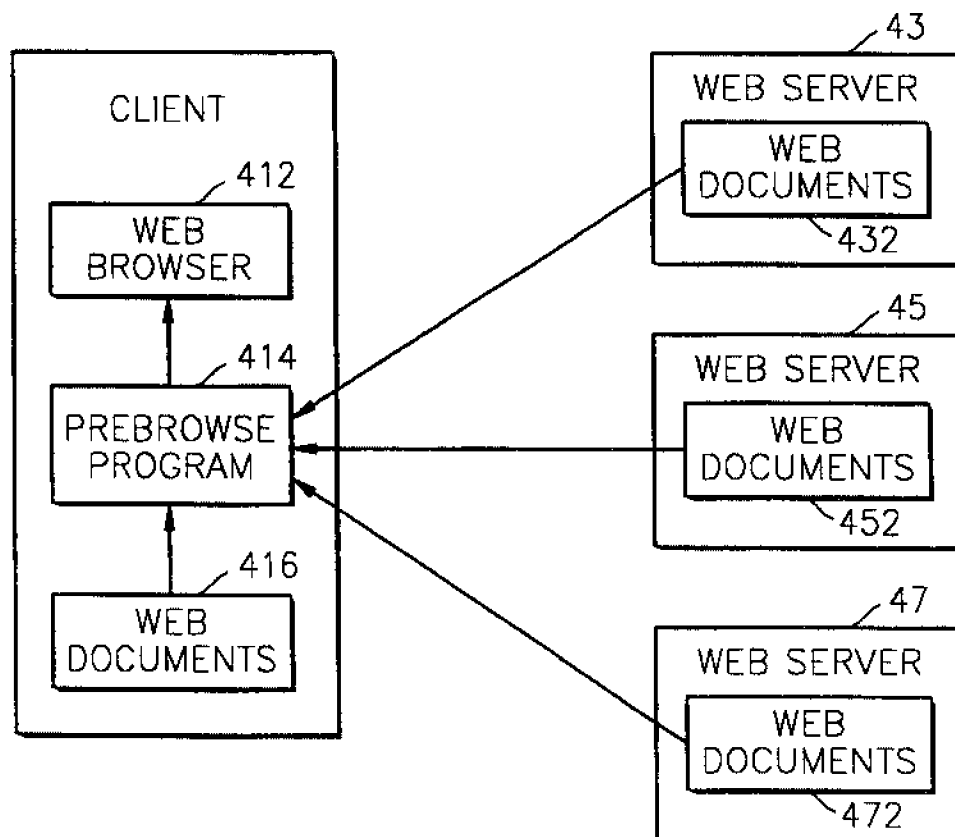 CLIENT
412
WEB
BROWSER
414
PREBROWSE
PROGRAM
416
WEB
DOCUMENTS
43
WEB SERVER
WEB
DOCUMENTS
432
45
WEB SERVER
WEB
DOCUMENTS
452
47
WEB SERVER
WEB
DOCUMENTS
472